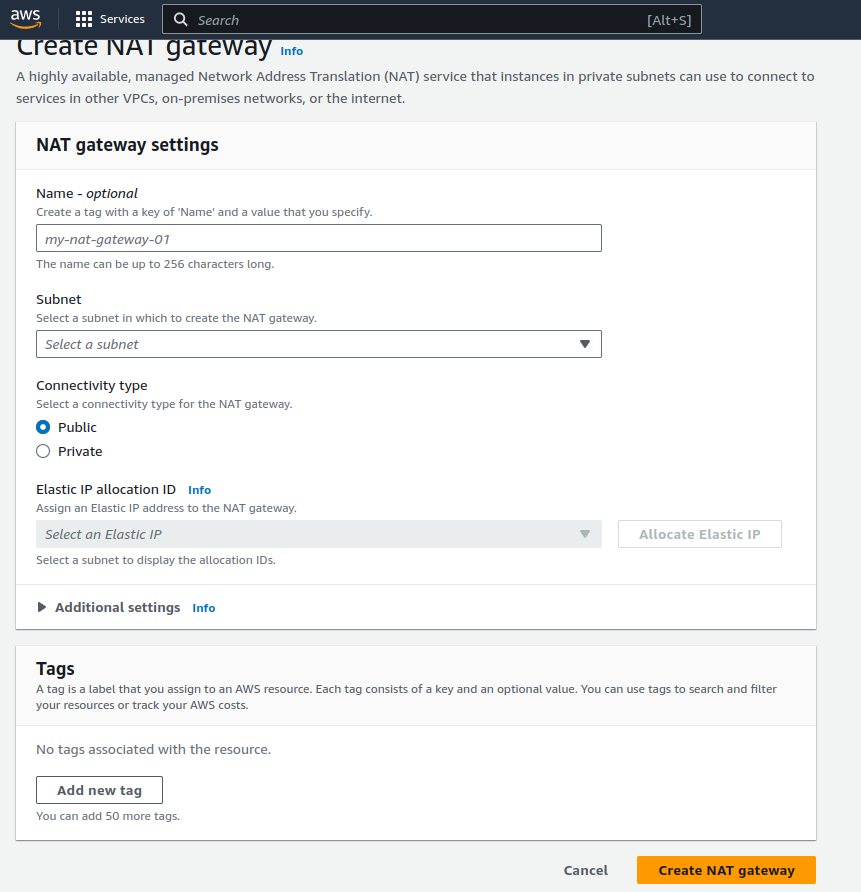 aws
Services
Search
[Alt+S]
Create NAT gateway Info
A highly available, managed Network Address Translation (NAT) service that instances in private subnets can use to connect to
services in other VPCs, on-premises networks, or the internet.
NAT gateway settings
Name - optional
Create a tag with a key of 'Name' and a value that you specify.
my-nat-gateway-01
The name can be up to 256 characters long.
Subnet
Select a subnet in which to create the NAT gateway.
Select a subnet
Connectivity type
Select a connectivity type for the NAT gateway.
Public
Private
Elastic IP allocation ID Info
Assign an Elastic IP address to the NAT gateway.
Select an Elastic IP
Allocate Elastic IP
Select a subnet to display the allocation IDs.
Additional settings Info
Tags
A tag is a label that you assign to an AWS resource. Each tag consists of a key and an optional value. You can use tags to search and filter
your resources or track your AWS costs.
No tags associated with the resource.
Add new tag
You can add 50 more tags.
Cancel
Create NAT gateway